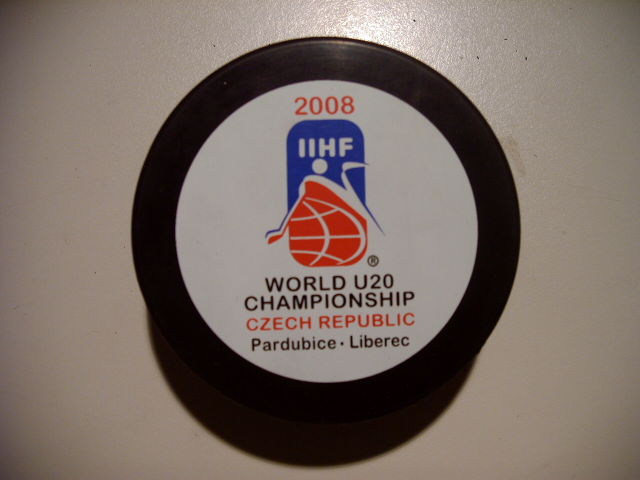 2008
IIHF
®
WORLD U20
CHAMPIONSHIP
CZECH REPUBLIC
Pardubice · Liberec